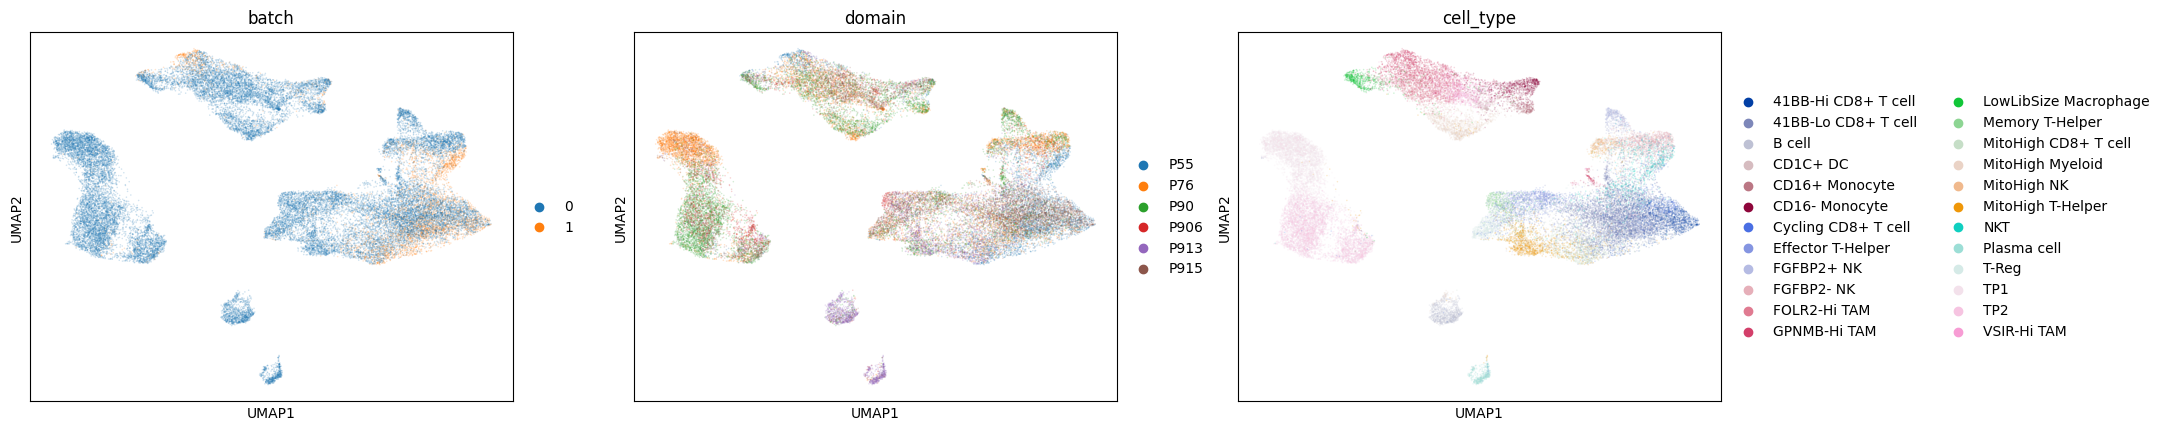 batch
UMAP2
UMAP1
0
1
domain
UMAP2
UMAP1
P55
P76
P90
P906
P913
P915
cell_type
UMAP2
UMAP1
41BB-Hi CD8+ T cell
41BB-Lo CD8+ T cell
B cell
CD1C+ DC
CD16+ Monocyte
CD16- Monocyte
Cycling CD8+ T cell
Effector T-Helper
FGFBP2+ NK
FGFBP2- NK
FOLR2-Hi TAM
GPNMB-Hi TAM
LowLibSize Macrophage
Memory T-Helper
MitoHigh CD8+ T cell
MitoHigh Myeloid
MitoHigh NK
MitoHigh T-Helper
NKT
Plasma cell
T-Reg
TP1
TP2
VSIR-Hi TAM